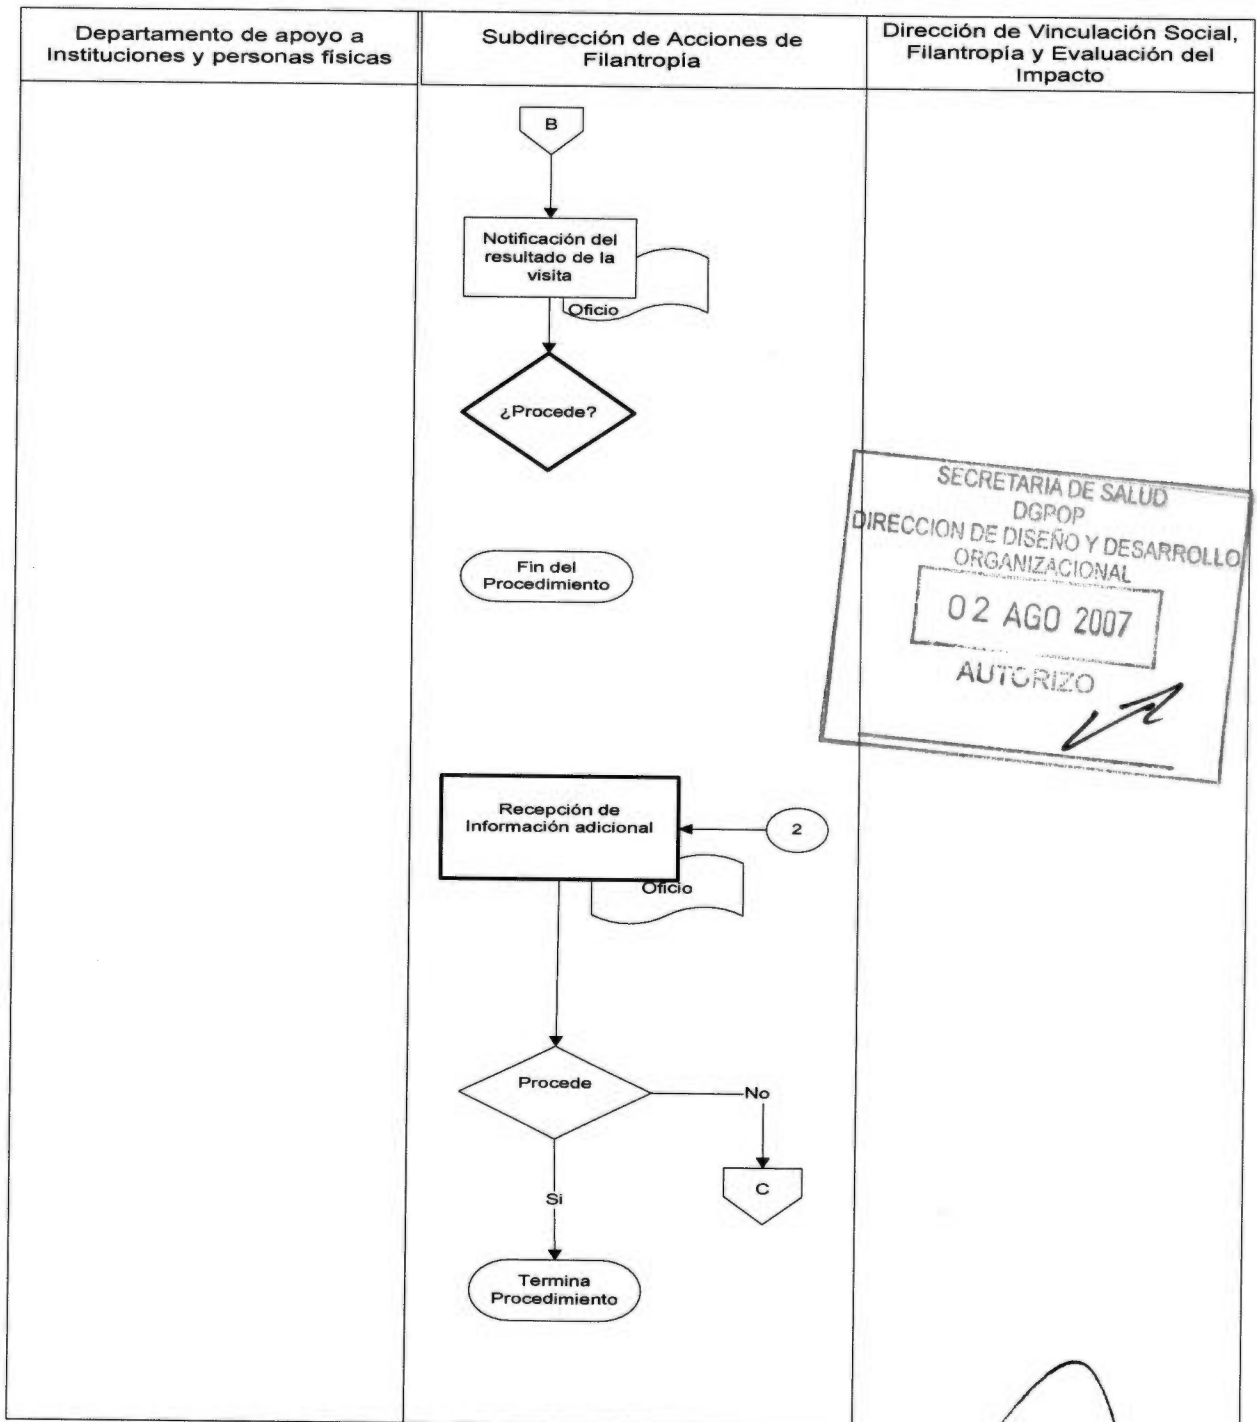 Departamento de apoyo a
Instituciones y personas físicas
Subdirección de Acciones de
Filantropía
Dirección de Vinculación Social,
Filantropía y Evaluación del
Impacto
B
Notificación del
resultado de la
visita
Oficio
¿Procede?
SECRETARIA DE SALUD
DGPOP
DIRECCION DE DISEÑO Y DESARROLLO
ORGANIZACIONAL
02 AGO 2007
AUTORIZO
Fin del
Procedimiento
Recepción de
Información adicional
2
Oficio
Procede
No
C
Si
Termina
Procedimiento